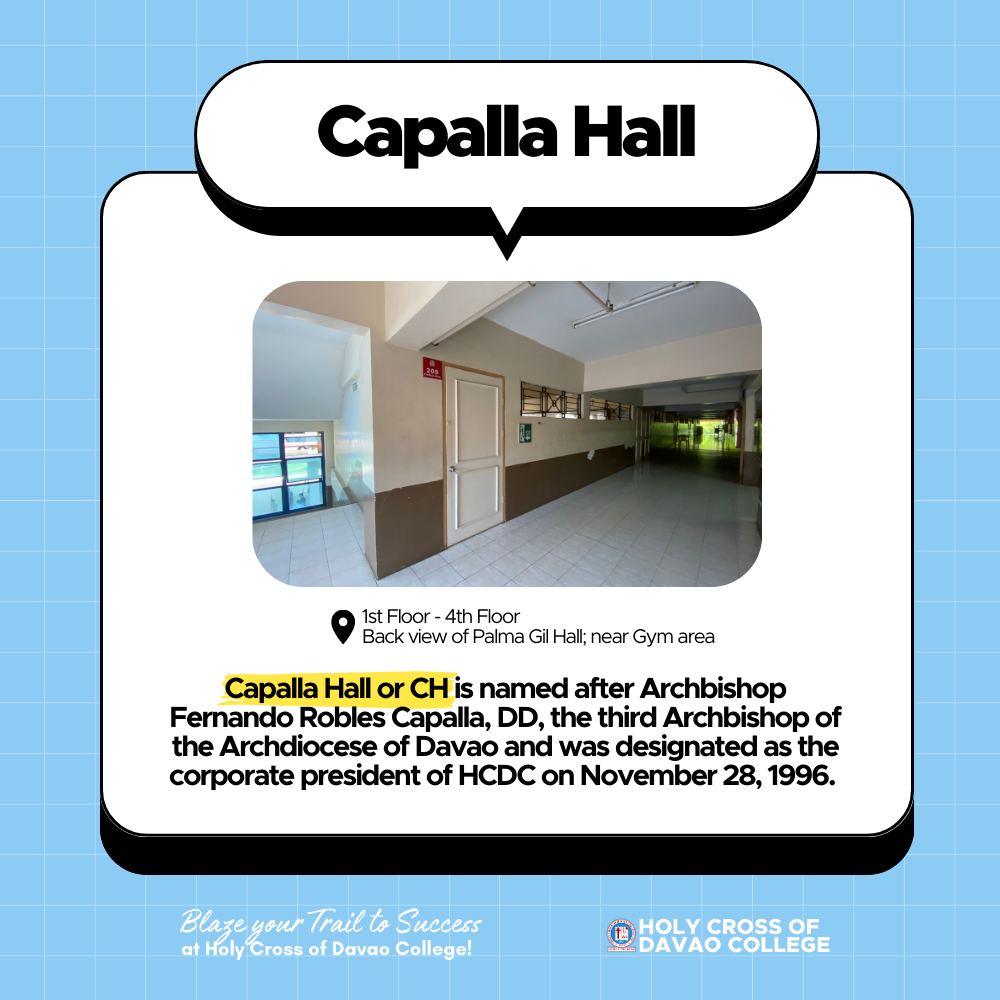 Capalla Hall
205
1st Floor - 4th Floor
Back view of Palma Gil Hall; near Gym area
Capalla Hall or CH is named after Archbishop
Fernando Robles Capalla, DD, the third Archbishop of
the Archdiocese of Davao and was designated as the
corporate president of HCDC on November 28, 1996.
Blaze your Trail to Success
at Holy Cross of Davao College!
HOLY CROSS OF
DAVAO COLLEGE